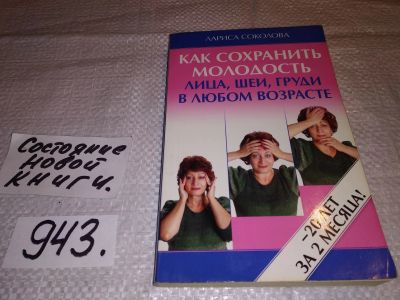 ЛАРИСА СОКОЛОВА
КАК СОХРАНИТЬ
МОЛОДОСТЬ
ЛИЦА, ШЕИ, ГРУДИ
В ЛЮБОМ ВОЗРАСТЕ
-20 ЛЕТ
ЗА 2 МЕСЯЦА!
Состояние
новой
книги.
943.